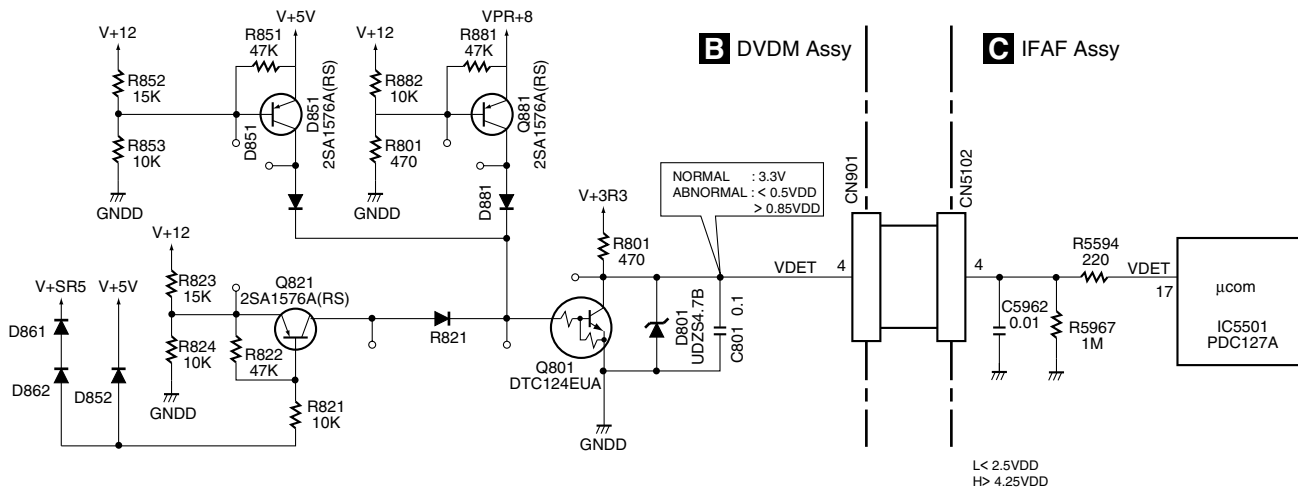 V+12
V+5V
R851
47K
R852
15K
R853
10K
D851
D851
2SA1576A(RS)
GNDD
V+12
VPR+8
R881
47K
R882
10K
R801
470
Q881
2SA1576A(RS)
GNDD
D881
B DVDM Assy
C IFAF Assy
NORMAL : 3.3V
ABNORMAL : < 0.5VDD
> 0.85VDD
CN901
CN5102
V+3R3
R801
470
VDET
4
4
R5594
220
VDET
17
µcom
IC5501
PDC127A
C5962
0.01
R5967
1M
V+12
V+SR5
V+5V
R823
15K
Q821
2SA1576A(RS)
D861
R824
10K
R822
47K
R821
D862
D852
GNDD
R821
10K
Q801
DTC124EUA
D801
UDZS4.7B
C801 0.1
GNDD
L< 2.5VDD
H> 4.25VDD